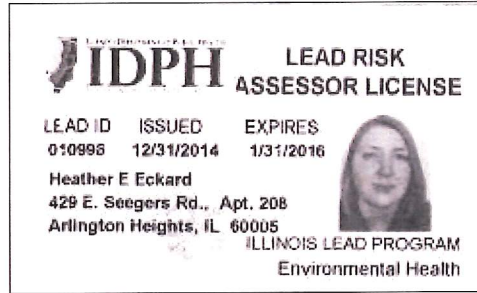 IDPH
LEAD RISK
ASSESSOR LICENSE
LEAD ID ISSUED EXPIRES
010998 12/31/2014 1/31/2016
Heather E Eckard
429 E. Seegers Rd., Apt. 208
Arlington Heights, IL 60005
ILLINOIS LEAD PROGRAM
Environmental Health